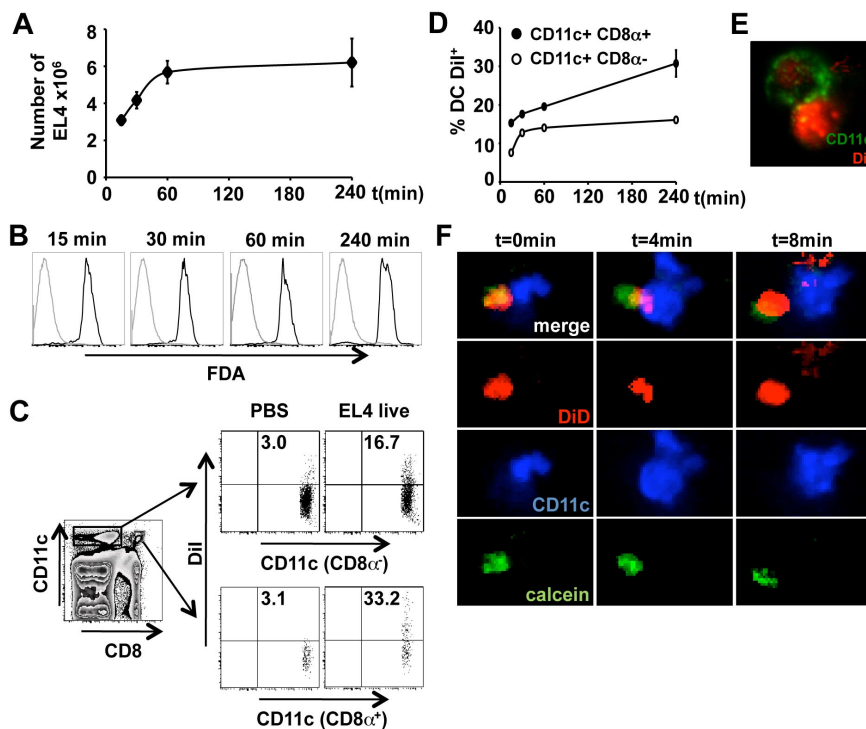 A
Number of
EL4 x10⁶
8
6
4
2
0
0 60 120 180 240 t(min)
D
% DC DiI⁺
40
30
20
10
0
0 60 120 180 240 t(min)
CD11c+ CD8α+
CD11c+ CD8α-
E
CD11c
Di
B
15 min 30 min 60 min 240 min
FDA
C
PBS EL4 live
3.0 16.7
CD11c (CD8α⁻)
3.1 33.2
CD11c (CD8α⁺)
DiI
CD11c
CD8
F
t=0min t=4min t=8min
merge
DiD
CD11c
calcein